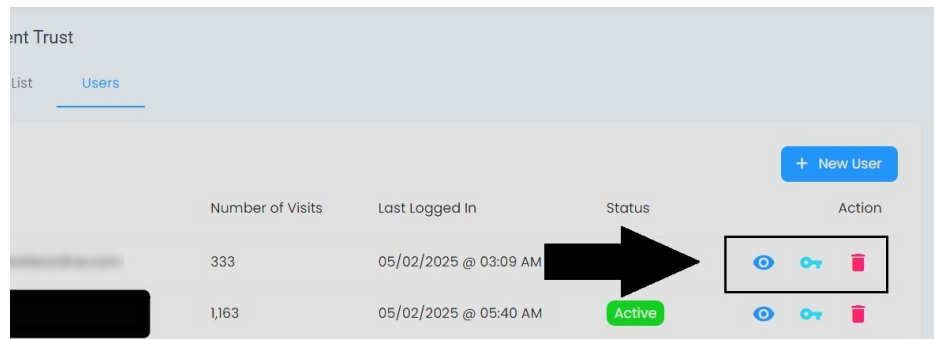 ent Trust
List Users
+ New User
Number of Visits Last Logged In Status Action
333 05/02/2025 @ 03:09 AM
1,163 05/02/2025 @ 05:40 AM Active